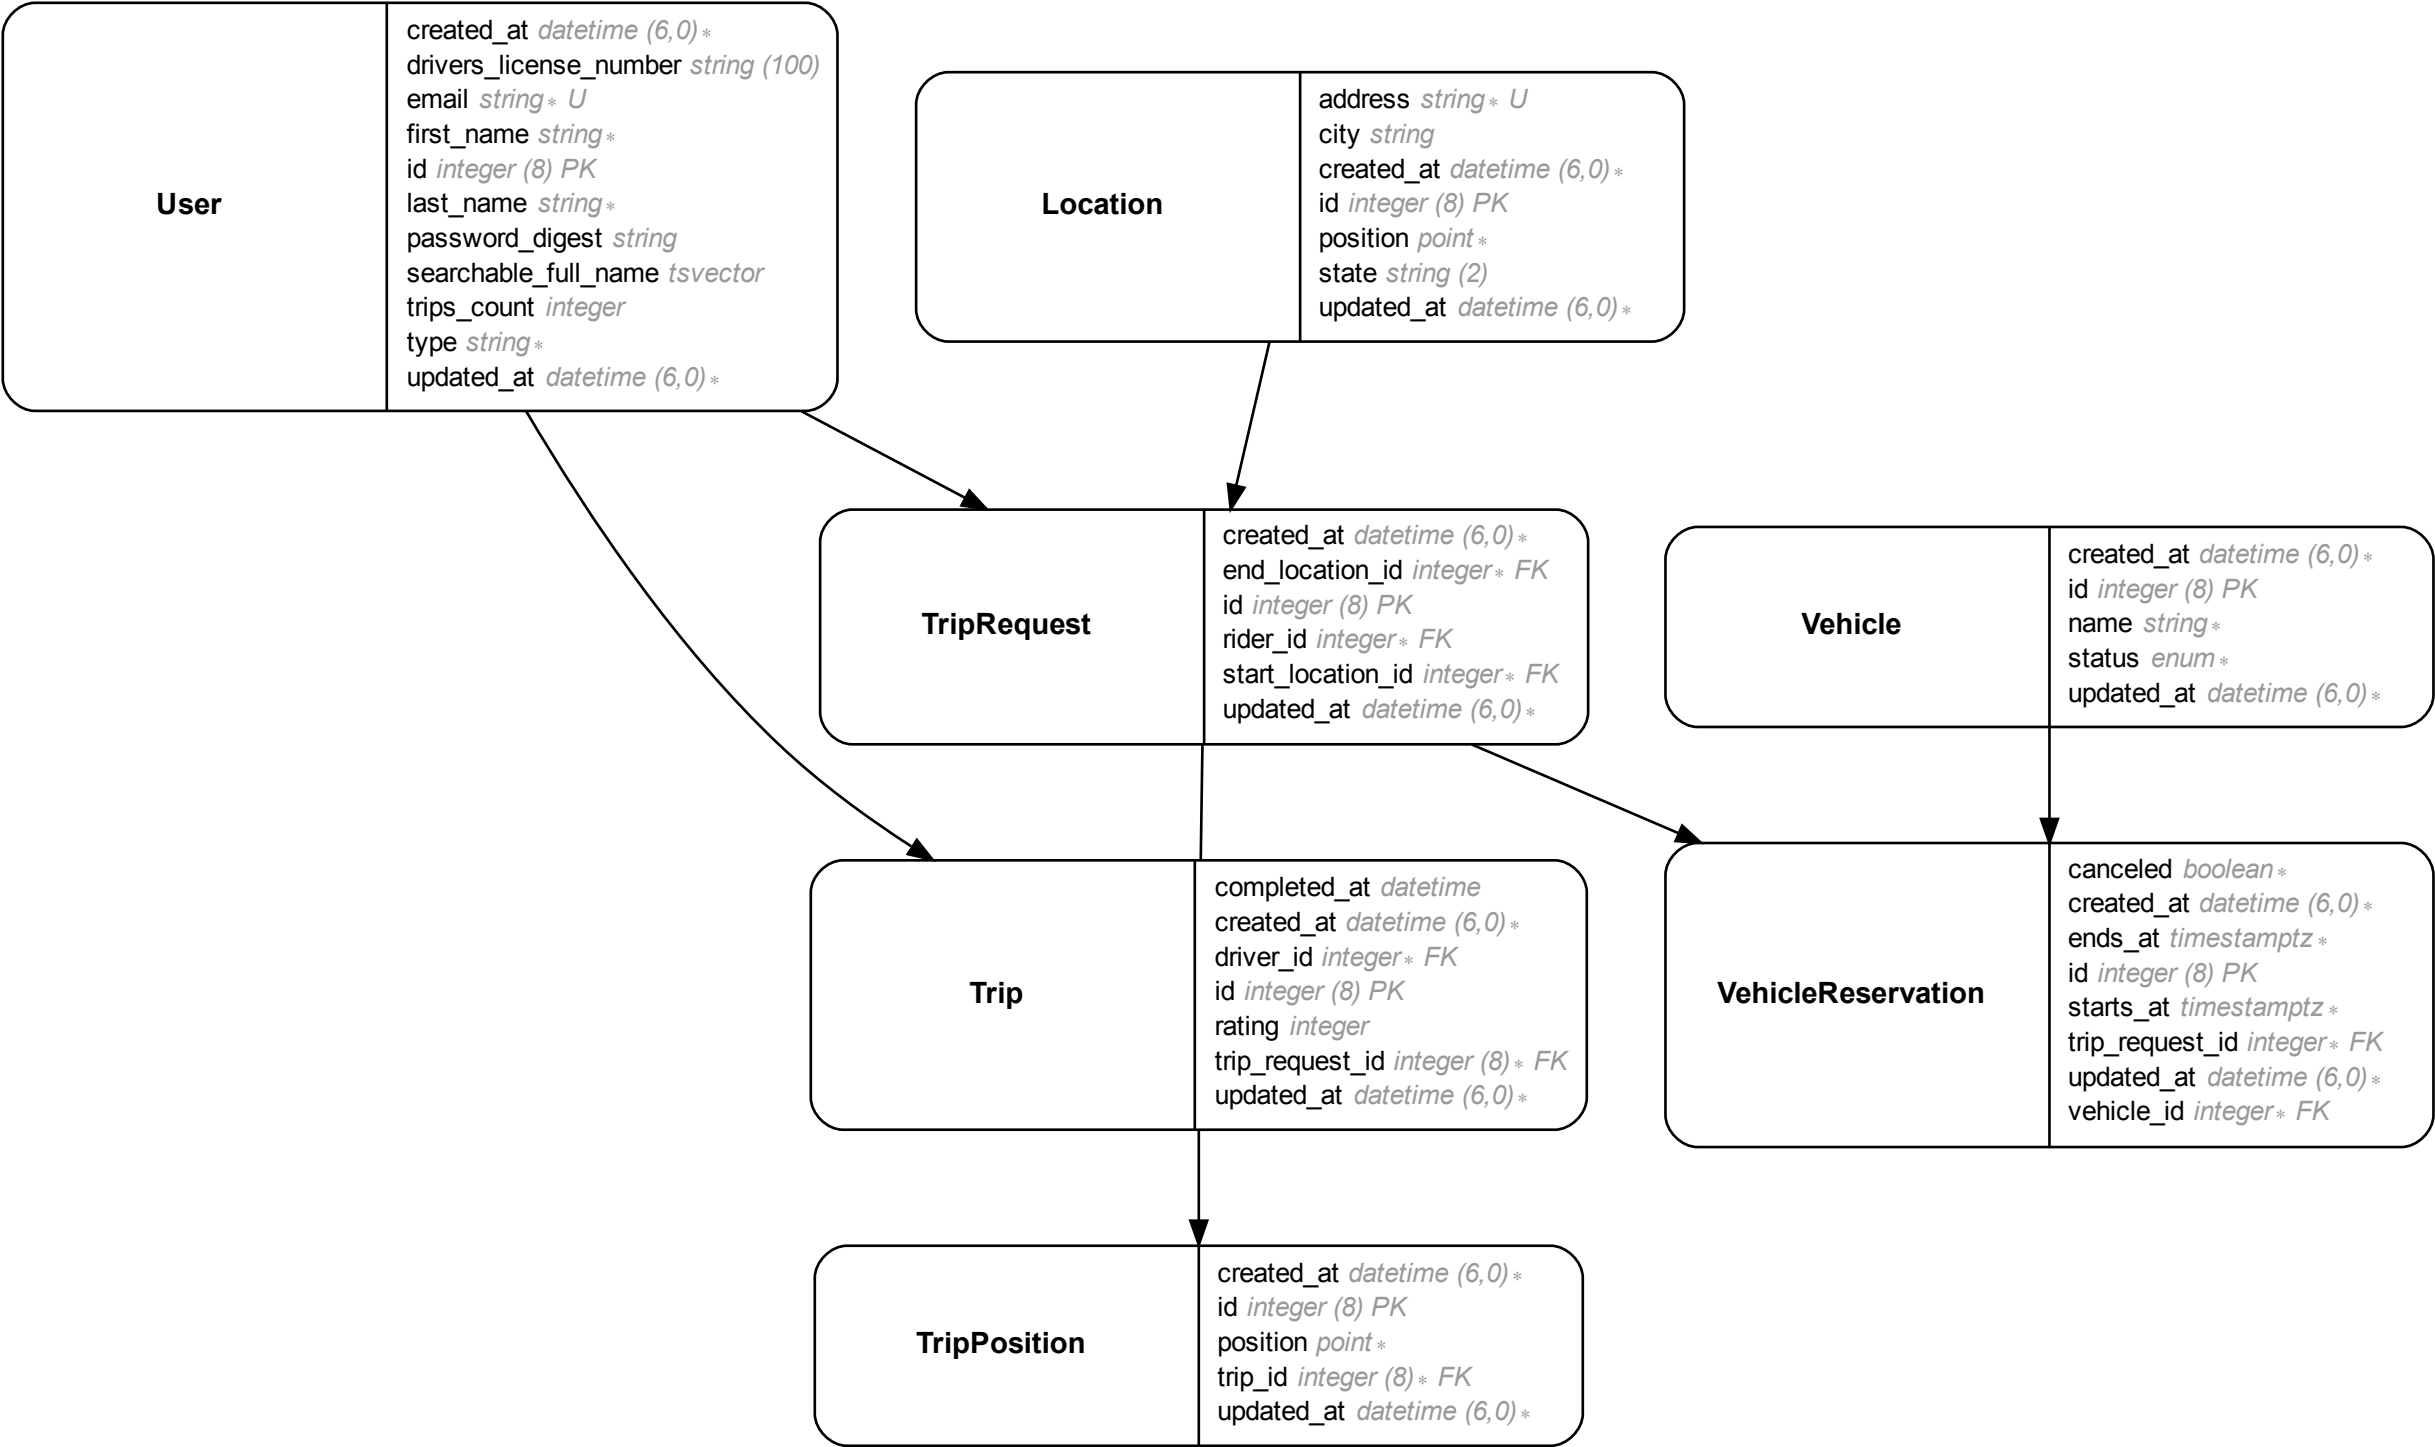 User
created_at datetime (6,0) *
drivers_license_number string (100)
email string * U
first_name string *
id integer (8) PK
last_name string *
password_digest string
searchable_full_name tsvector
trips_count integer
type string *
updated_at datetime (6,0) *
Location
address string * U
city string
created_at datetime (6,0) *
id integer (8) PK
position point *
state string (2)
updated_at datetime (6,0) *
TripRequest
created_at datetime (6,0) *
end_location_id integer * FK
id integer (8) PK
rider_id integer * FK
start_location_id integer * FK
updated_at datetime (6,0) *
Vehicle
created_at datetime (6,0) *
id integer (8) PK
name string *
status enum *
updated_at datetime (6,0) *
Trip
completed_at datetime
created_at datetime (6,0) *
driver_id integer * FK
id integer (8) PK
rating integer
trip_request_id integer (8) * FK
updated_at datetime (6,0) *
VehicleReservation
canceled boolean *
created_at datetime (6,0) *
ends_at timestamptz *
id integer (8) PK
starts_at timestamptz *
trip_request_id integer * FK
updated_at datetime (6,0) *
vehicle_id integer * FK
TripPosition
created_at datetime (6,0) *
id integer (8) PK
position point *
trip_id integer (8) * FK
updated_at datetime (6,0) *